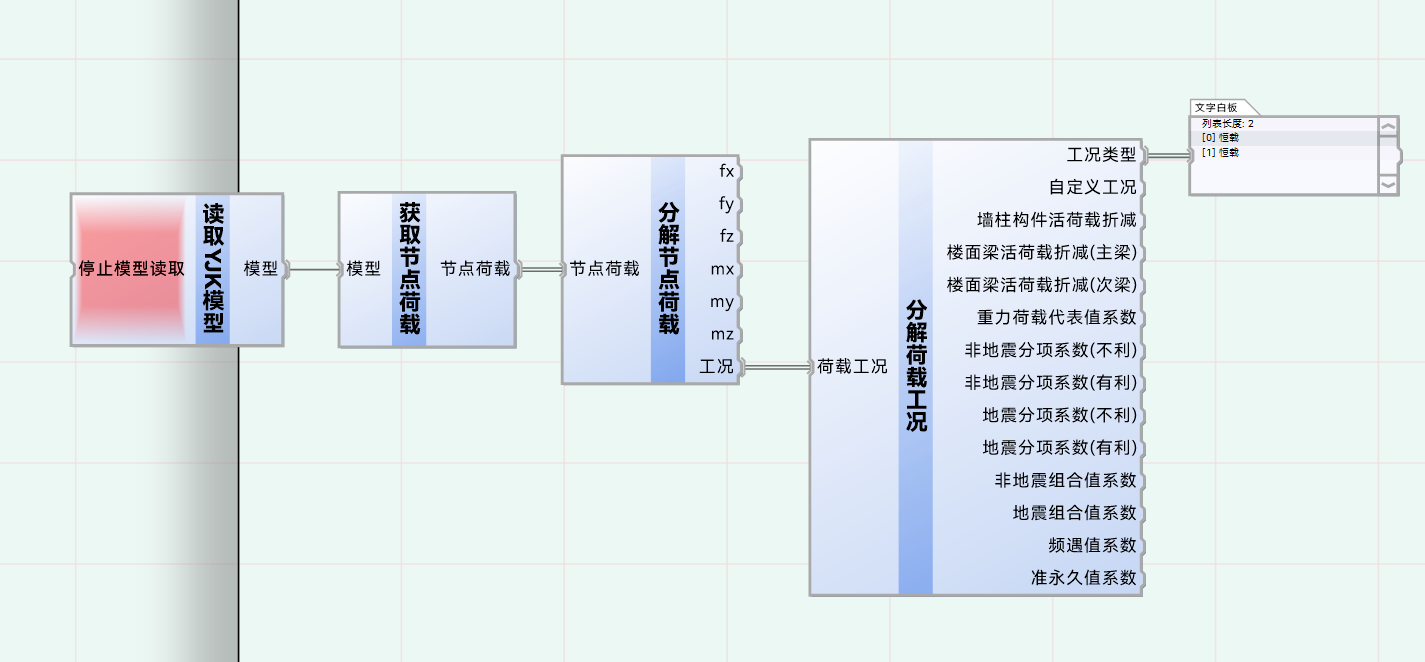 停止模型读取
读取YJK模型
模型
模型
获取节点荷载
节点荷载
节点荷载
分解节点荷载
fx
fy
fz
mx
my
mz
工况
荷载工况
分解荷载工况
工况类型
自定义工况
墙柱构件活荷载折减
楼面梁活荷载折减(主梁)
楼面梁活荷载折减(次梁)
重力荷载代表值系数
非地震分项系数(不利)
非地震分项系数(有利)
地震分项系数(不利)
地震分项系数(有利)
非地震组合值系数
地震组合值系数
频遇值系数
准永久值系数
文字白板
列表长度: 2
[0] 恒载
[1] 恒载